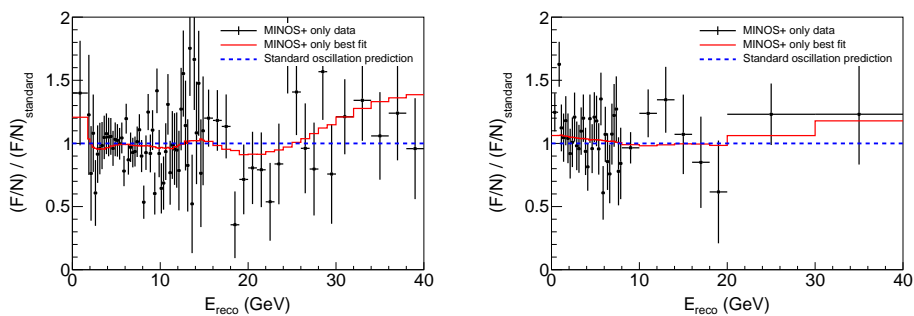 (F/N) / (F/N)standard
2
1.5
1
0.5
0
MINOS+ only data
MINOS+ only best fit
Standard oscillation prediction
0 10 20 30 40
Ereco (GeV)
(F/N) / (F/N)standard
2
1.5
1
0.5
0
MINOS+ only data
MINOS+ only best fit
Standard oscillation prediction
0 10 20 30 40
Ereco (GeV)